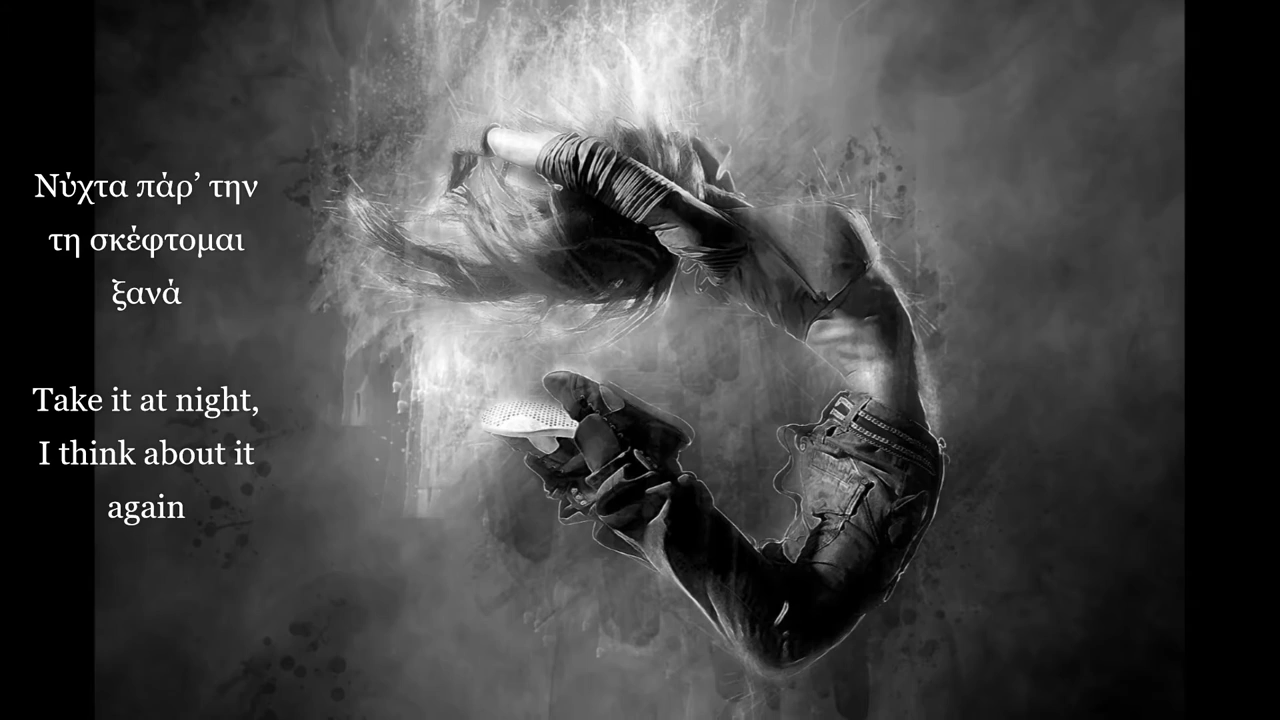 Νύχτα πάρ’ την
τη σκέφτομαι
ξανά
Take it at night,
I think about it
again